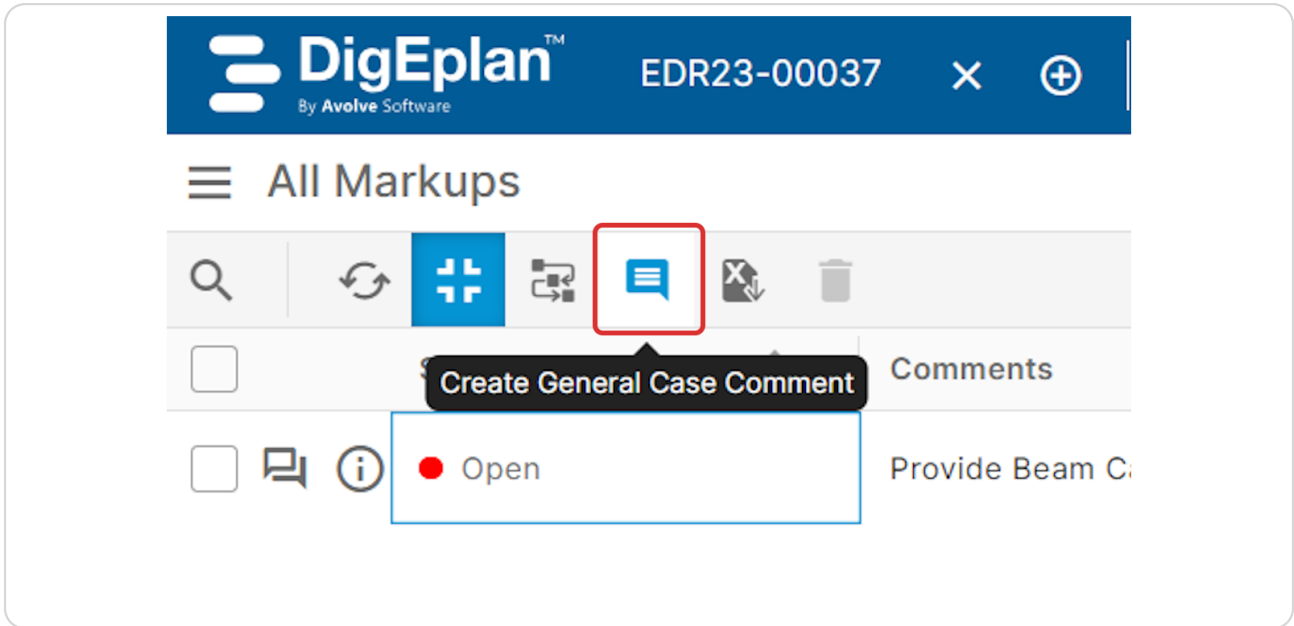 DigEplan™
By Avolve Software
EDR23-00037
All Markups
Create General Case Comment
Comments
Open
Provide Beam